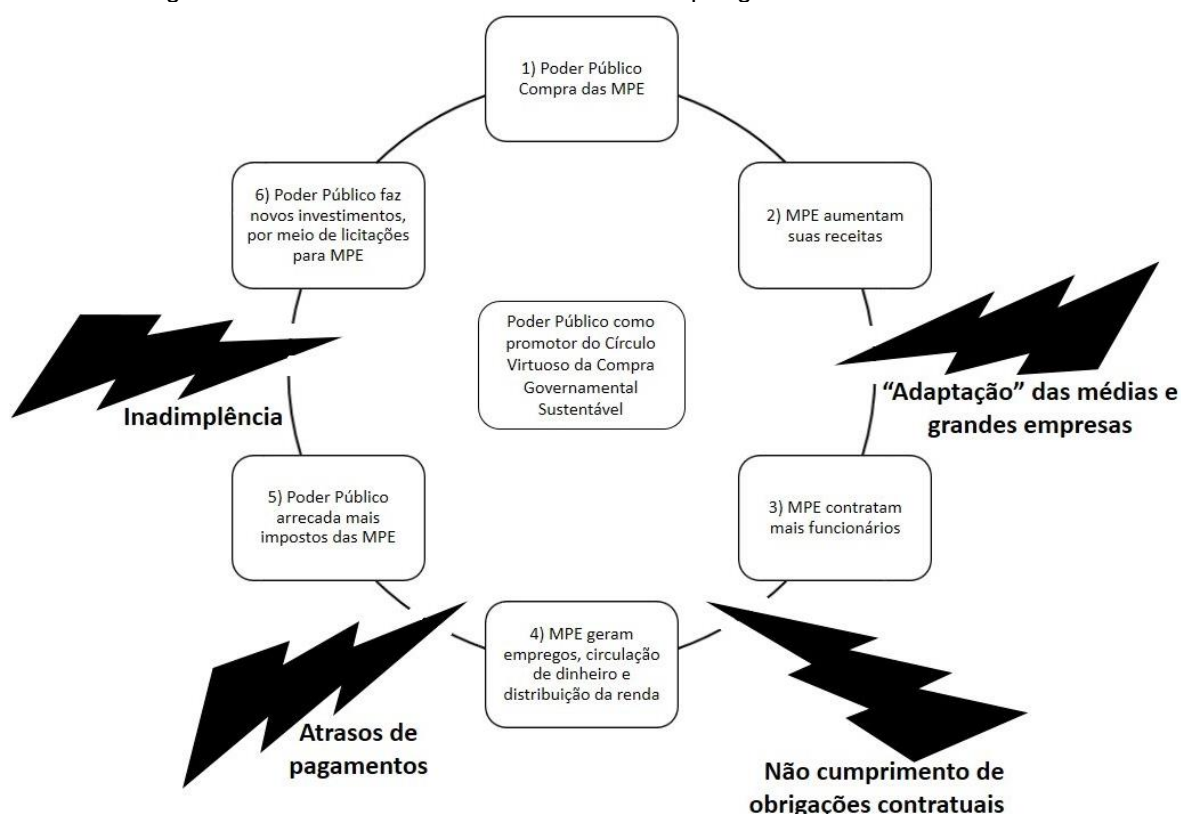 1) Poder Público
Compra das MPE
2) MPE aumentam
suas receitas
"Adaptação" das médias e
grandes empresas
3) MPE contratam
mais funcionários
Não cumprimento de
obrigações contratuais
4) MPE geram
empregos, circulação
de dinheiro e
distribuição da renda
Atrasos de
pagamentos
5) Poder Público
arrecada mais
impostos das MPE
Inadimplência
6) Poder Público faz
novos investimentos,
por meio de licitações
para MPE
Poder Público como
promotor do Círculo
Virtuoso da Compra
Governamental
Sustentável